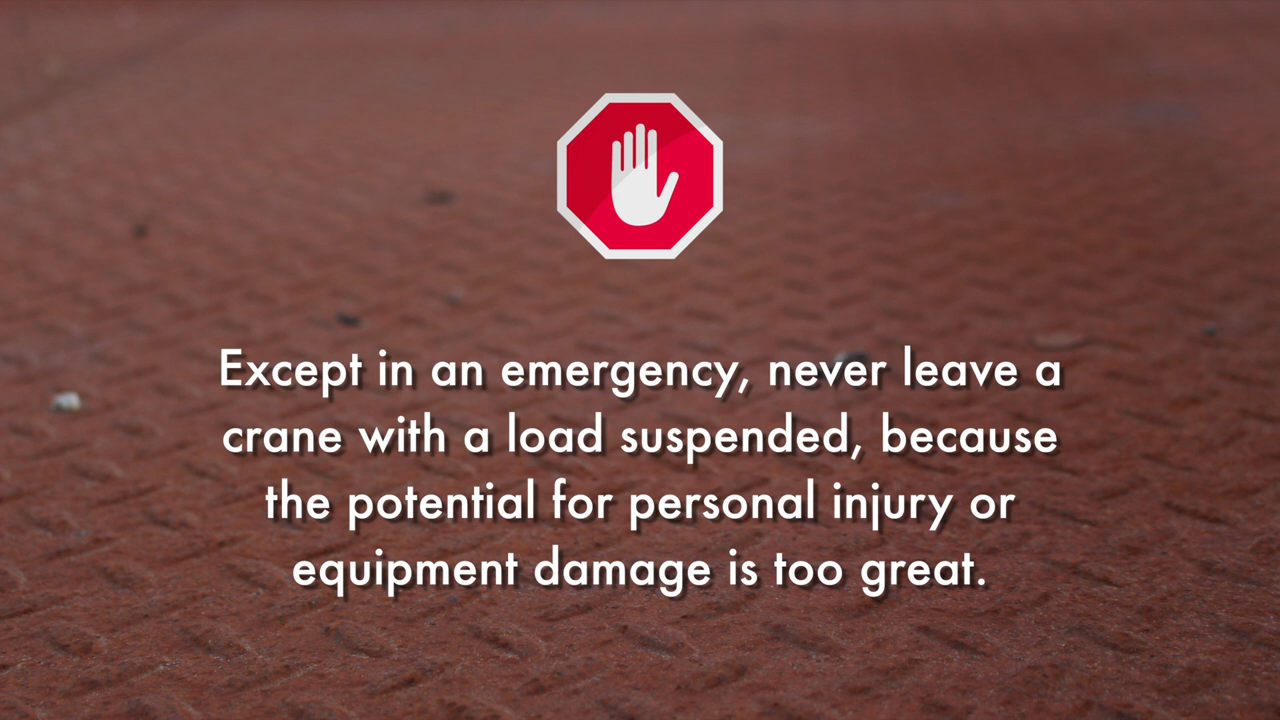 Except in an emergency, never leave a
crane with a load suspended, because
the potential for personal injury or
equipment damage is too great.